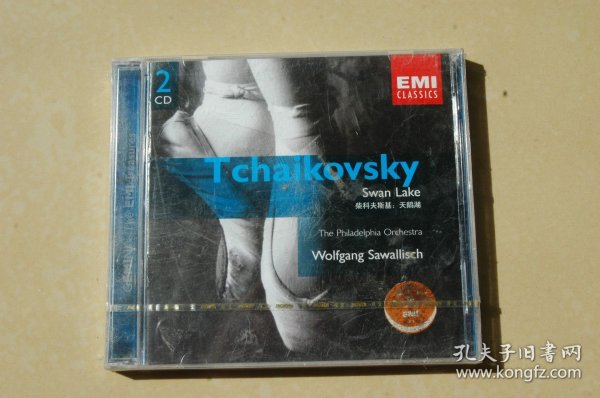 2
CD
EMI
CLASSICS
Tchaikovsky
Swan Lake
柴科夫斯基：天鹅湖
The Philadelphia Orchestra
Wolfgang Sawallisch
孔夫子旧書网
www.kongfz.com